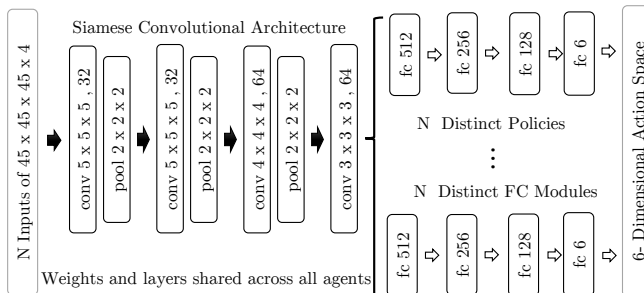 Siamese Convolutional Architecture
N Inputs of 45 x 45 x 45 x 4
conv 5 x 5 x 5 , 32
pool 2 x 2 x 2
conv 5 x 5 x 5 , 32
pool 2 x 2 x 2
conv 4 x 4 x 4 , 64
pool 2 x 2 x 2
conv 3 x 3 x 3 , 64
Weights and layers shared across all agents
fc 512
fc 256
fc 128
fc 6
N Distinct Policies
⋮
N Distinct FC Modules
fc 512
fc 256
fc 128
fc 6
6- Dimensional Action Space